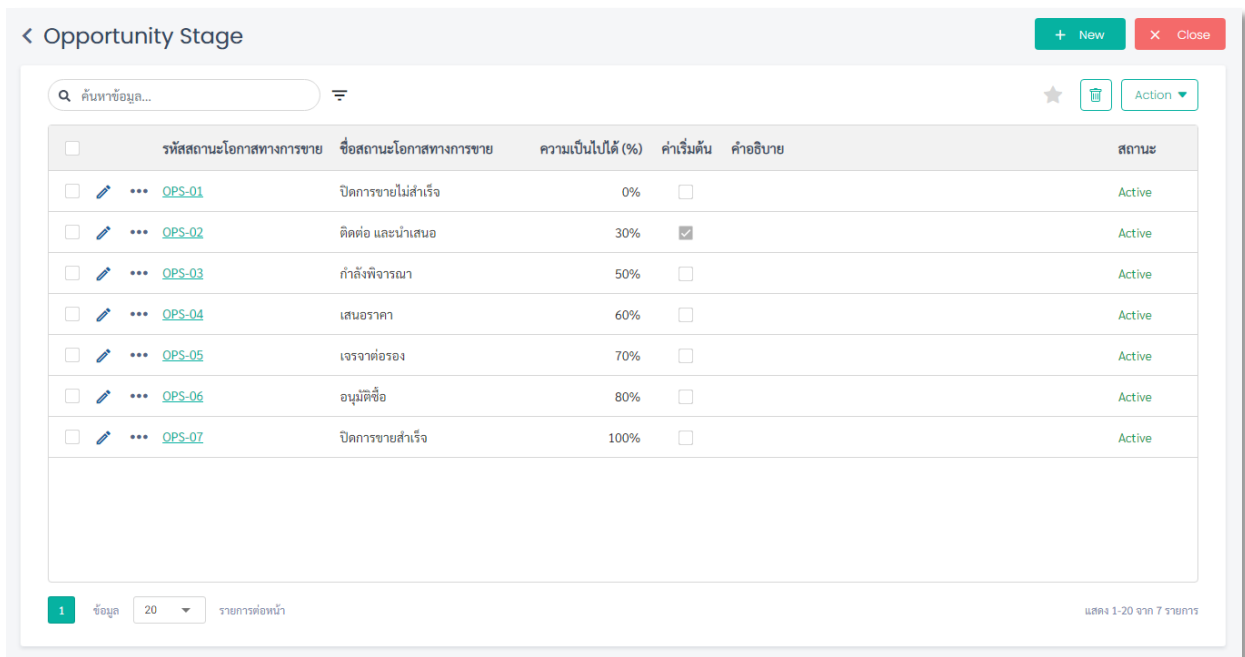 Opportunity Stage
+ New
× Close
ค้นหาข้อมูล...
Action
รหัสสถานะโอกาสทางการขาย ชื่อสถานะโอกาสทางการขาย ความเป็นไปได้ (%) ค่าเริ่มต้น คำอธิบาย สถานะ
OPS-01 ปิดการขายไม่สำเร็จ 0% Active
OPS-02 ติดต่อ และนำเสนอ 30% Active
OPS-03 กำลังพิจารณา 50% Active
OPS-04 เสนอราคา 60% Active
OPS-05 เจรจาต่อรอง 70% Active
OPS-06 อนุมัติซื้อ 80% Active
OPS-07 ปิดการขายสำเร็จ 100% Active
1 ข้อมูล 20 รายการต่อหน้า แสดง 1-20 จาก 7 รายการ